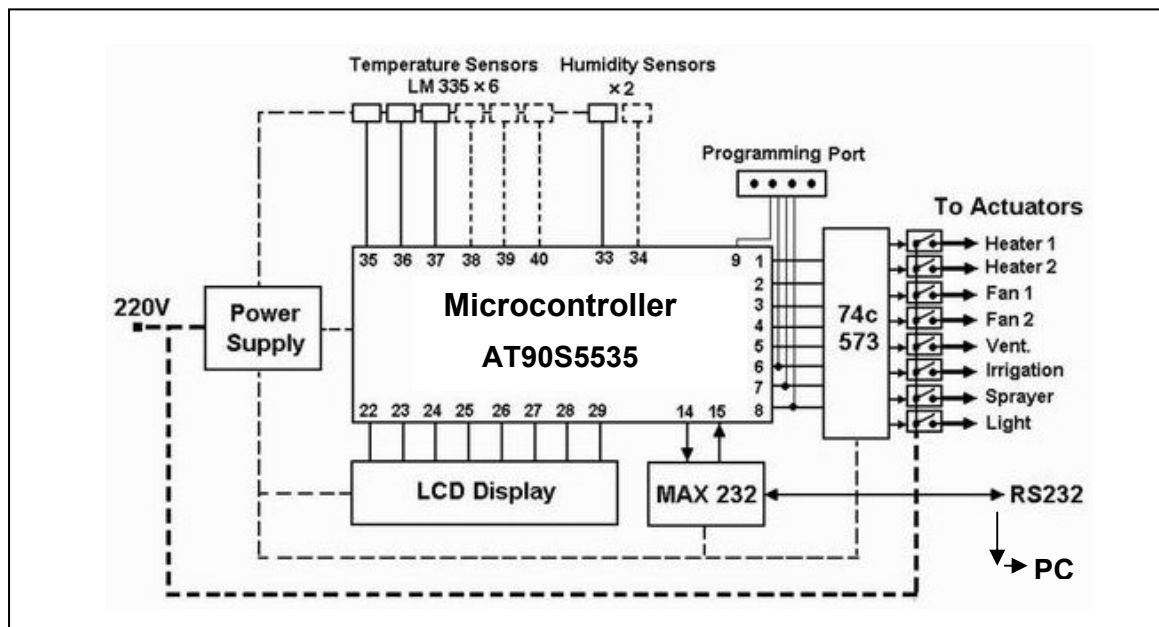 Temperature Sensors
LM 335 × 6
Humidity Sensors
× 2
Programming Port
To Actuators
35 36 37 38 39 40 33 34 9
1
2
3
4
5
6
7
8
Heater 1
Heater 2
Fan 1
Fan 2
Vent.
Irrigation
Sprayer
Light
220V
Power
Supply
Microcontroller
AT90S5535
74c
573
22 23 24 25 26 27 28 29 14 15
LCD Display
MAX 232
RS232
PC